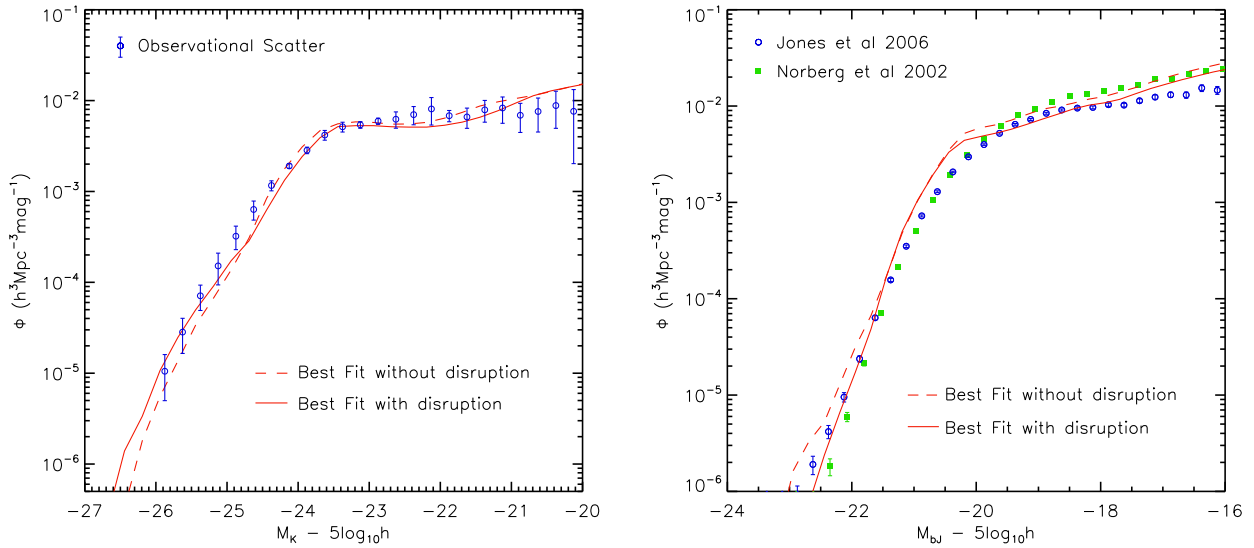 10⁻¹
10⁻²
10⁻³
10⁻⁴
10⁻⁵
10⁻⁶
Φ (h³Mpc⁻³mag⁻¹)
Observational Scatter
Best Fit without disruption
Best Fit with disruption
−27 −26 −25 −24 −23 −22 −21 −20
M_K − 5log₁₀h
10⁻¹
10⁻²
10⁻³
10⁻⁴
10⁻⁵
10⁻⁶
Φ (h³Mpc⁻³mag⁻¹)
Jones et al 2006
Norberg et al 2002
Best Fit without disruption
Best Fit with disruption
−24 −22 −20 −18 −16
M_bJ − 5log₁₀h